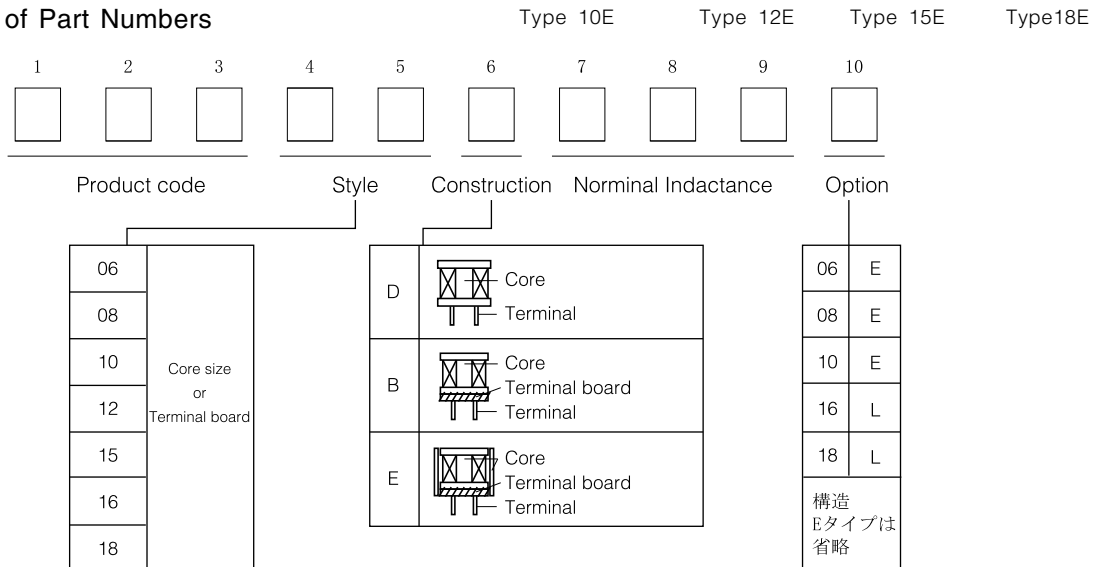 of Part Numbers
Type 10E Type 12E Type 15E Type18E
1 2 3 4 5 6 7 8 9 10
Product code Style Construction Norminal Indactance Option
06
08
10
12
15
16
18
Core size
or
Terminal board
D
Core
Terminal
B
Core
Terminal board
Terminal
E
Core
Terminal board
Terminal
06 E
08 E
10 E
16 L
18 L
構造
Eタイプは
省略